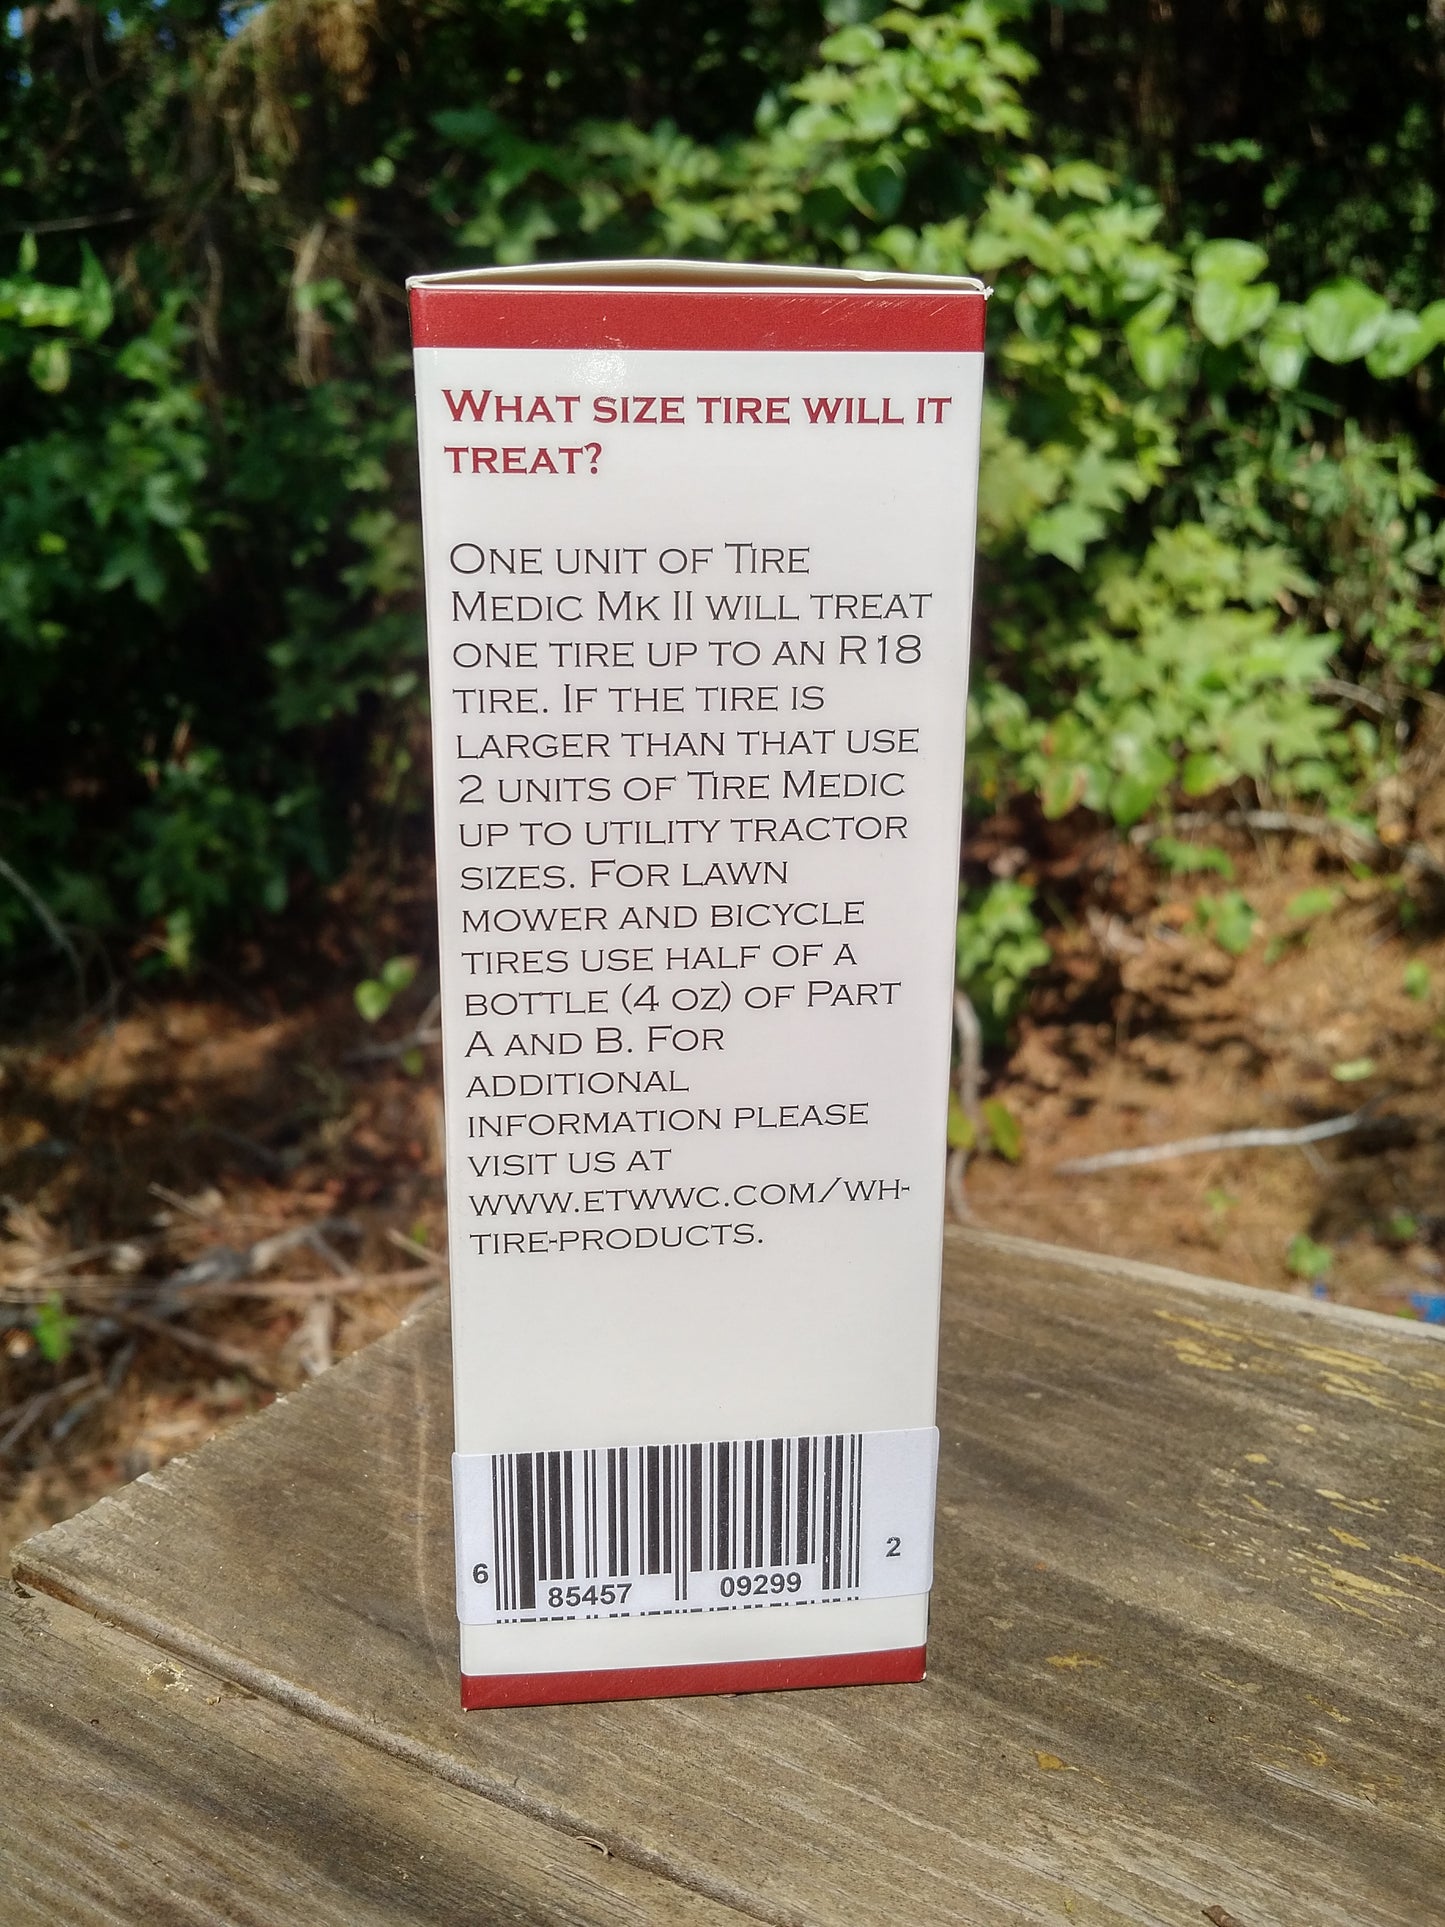 What size tire will it
treat?
One unit of Tire
Medic Mk II will treat
one tire up to an R18
tire. If the tire is
larger than that use
2 units of Tire Medic
up to utility tractor
sizes. For lawn
mower and bicycle
tires use half of a
bottle (4 oz) of Part
A and B. For
additional
information please
visit us at
www.etwwc.com/wh-
tire-products.
6 85457 09299 2